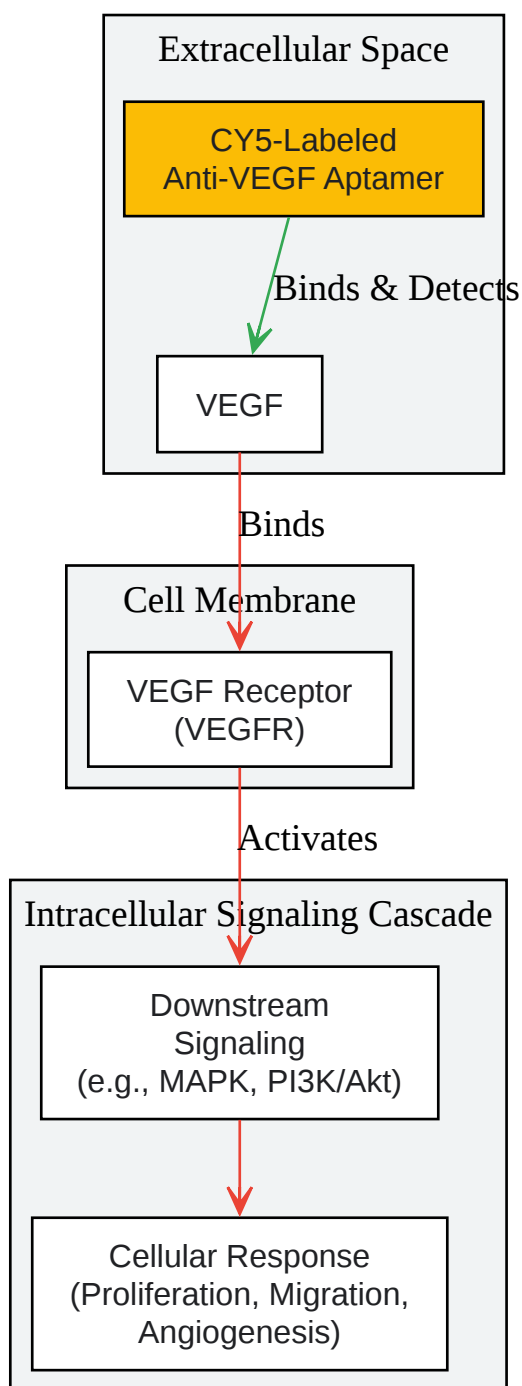 Extracellular Space
CY5-Labeled
Anti-VEGF Aptamer
Binds & Detects
VEGF
Binds
Cell Membrane
VEGF Receptor
(VEGFR)
Activates
Intracellular Signaling Cascade
Downstream
Signaling
(e.g., MAPK, PI3K/Akt)
Cellular Response
(Proliferation, Migration,
Angiogenesis)